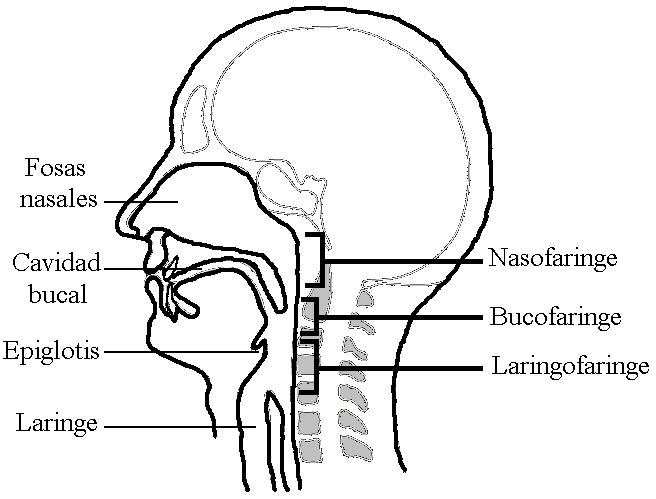 Fosas
nasales
Cavidad
bucal
Epiglotis
Laringe
Nasofaringe
Bucofaringe
Laringofaringe